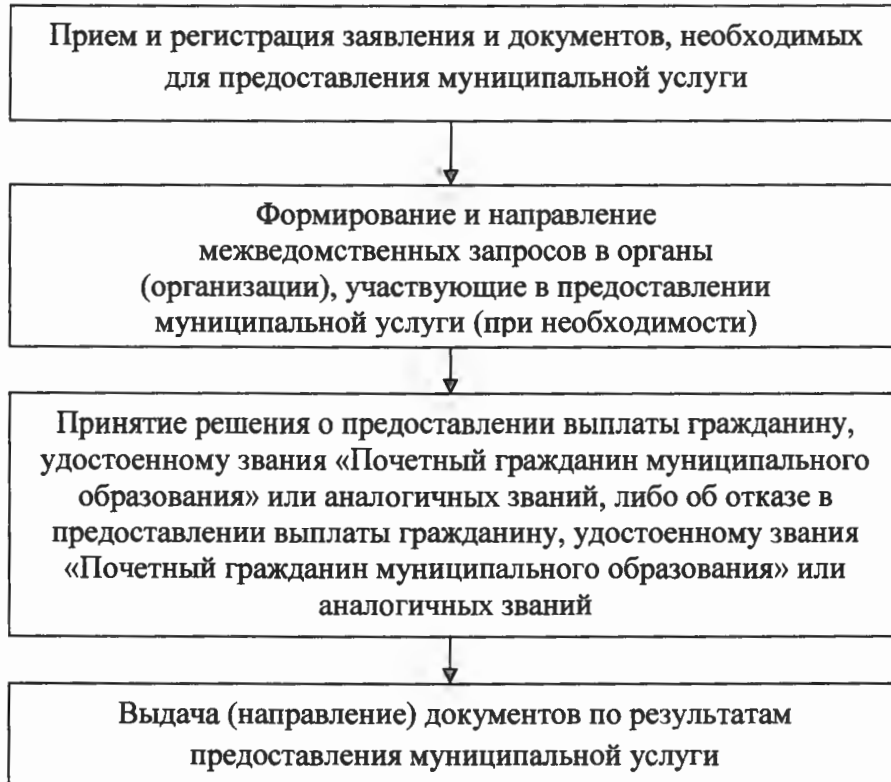 Прием и регистрация заявления и документов, необходимых
для предоставления муниципальной услуги
Формирование и направление
межведомственных запросов в органы
(организации), участвующие в предоставлении
муниципальной услуги (при необходимости)
Принятие решения о предоставлении выплаты гражданину,
удостоенному звания «Почетный гражданин муниципального
образования» или аналогичных званий, либо об отказе в
предоставлении выплаты гражданину, удостоенному звания
«Почетный гражданин муниципального образования» или
аналогичных званий
Выдача (направление) документов по результатам
предоставления муниципальной услуги